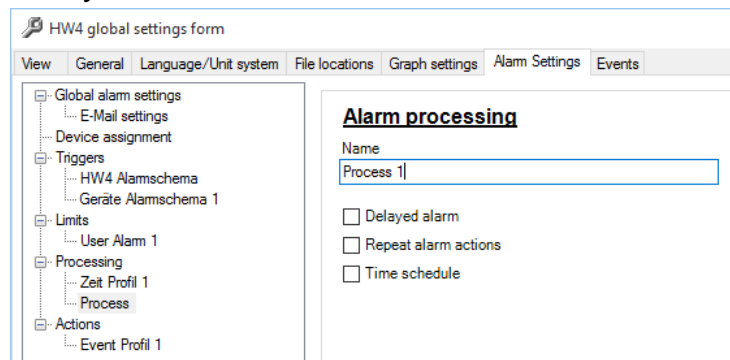 HW4 global settings form
View General Language/Unit system File locations Graph settings Alarm Settings Events
Global alarm settings
E-Mail settings
Device assignment
Triggers
HW4 Alarmschema
Geräte Alarmschema 1
Limits
User Alarm 1
Processing
Zeit Profil 1
Process
Actions
Event Profil 1
Alarm processing
Name
Process 1
Delayed alarm
Repeat alarm actions
Time schedule